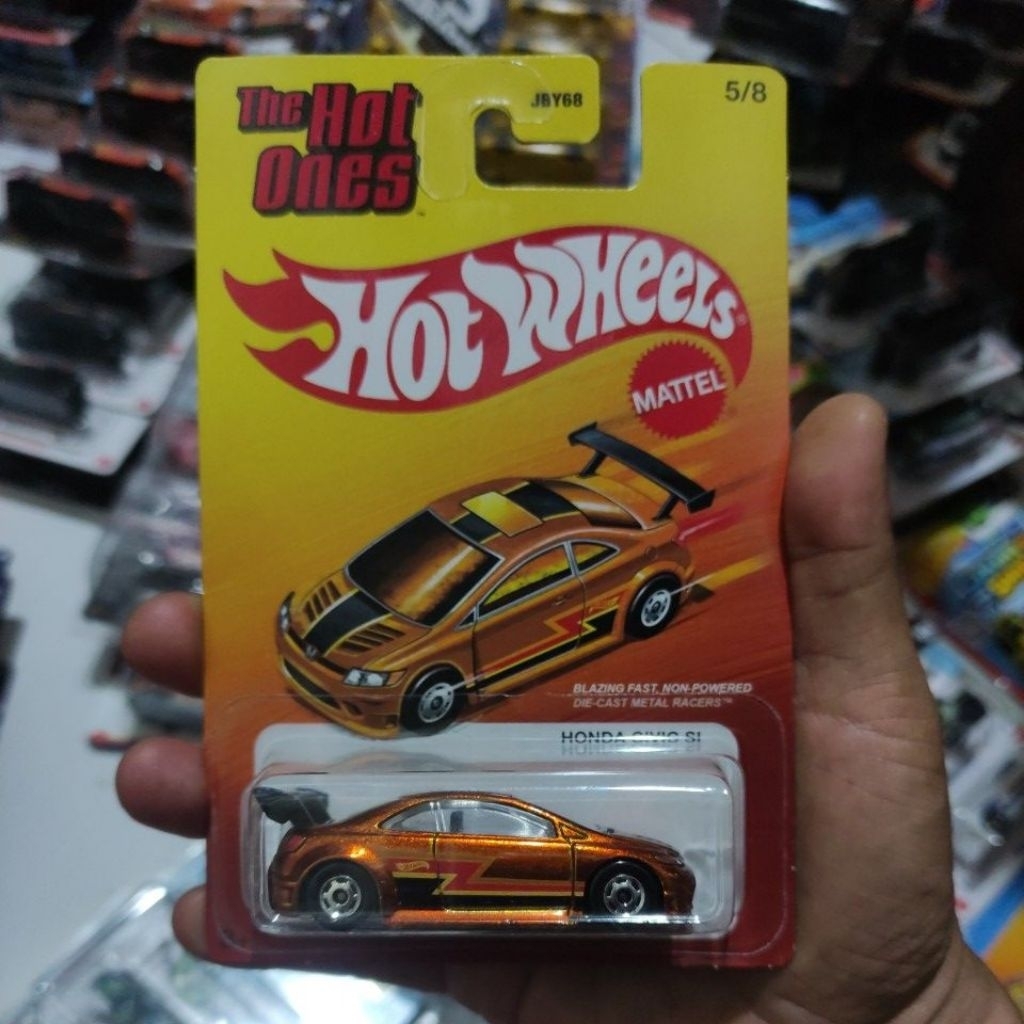 The Hot
Ones™
JBY68
5/8
Hot Wheels®
MATTEL
BLAZING FAST, NON-POWERED
DIE-CAST METAL RACERS™
HONDA CIVIC SI